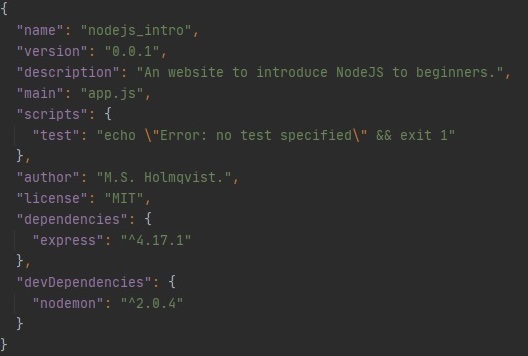 {
  "name": "nodejs_intro",
  "version": "0.0.1",
  "description": "An website to introduce NodeJS to beginners.",
  "main": "app.js",
  "scripts": {
    "test": "echo \"Error: no test specified\" && exit 1"
  },
  "author": "M.S. Holmqvist.",
  "license": "MIT",
  "dependencies": {
    "express": "^4.17.1"
  },
  "devDependencies": {
    "nodemon": "^2.0.4"
  }
}